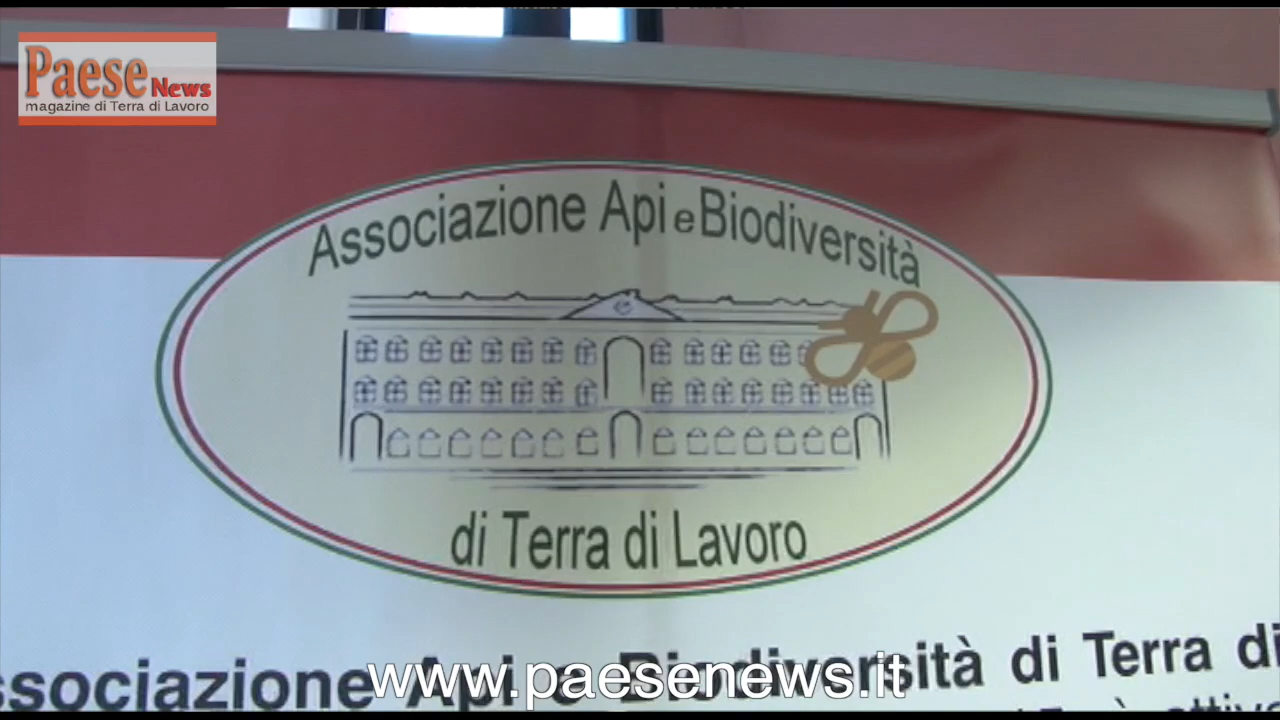 Paese News
magazine di Terra di Lavoro
Associazione Api e Biodiversità
di Terra di Lavoro
ssociazione Api e Biodiversità di Terra di
www.paesenews.it